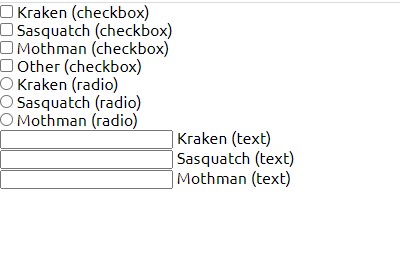 Kraken (checkbox)
Sasquatch (checkbox)
Mothman (checkbox)
Other (checkbox)
Kraken (radio)
Sasquatch (radio)
Mothman (radio)
Kraken (text)
Sasquatch (text)
Mothman (text)